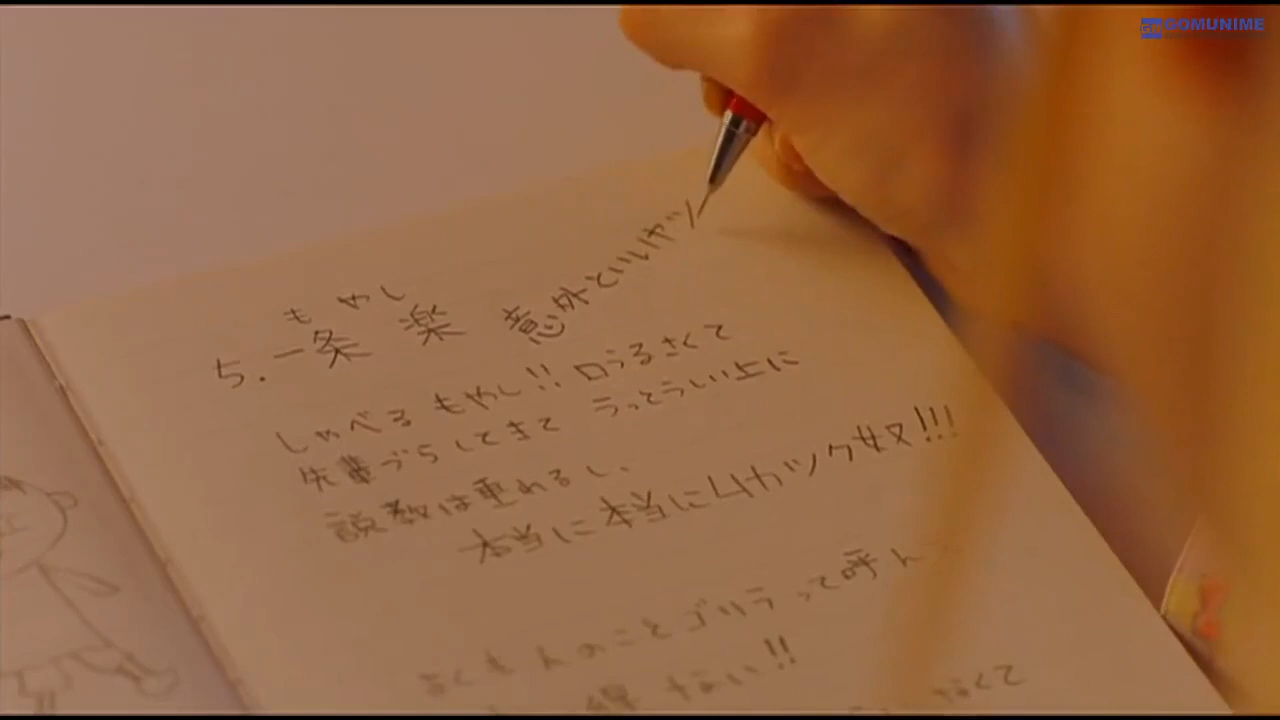 GOMUNIME
もやし
5. 一条 楽 意外といいヤツ
しゃべる もやし!! 口うるさくて
先輩づらしてきて うっとうしい上に
説教は垂れるし、
本当に本当にムカツク奴!!!
のことゴリラって呼ん
ない!!
なくて